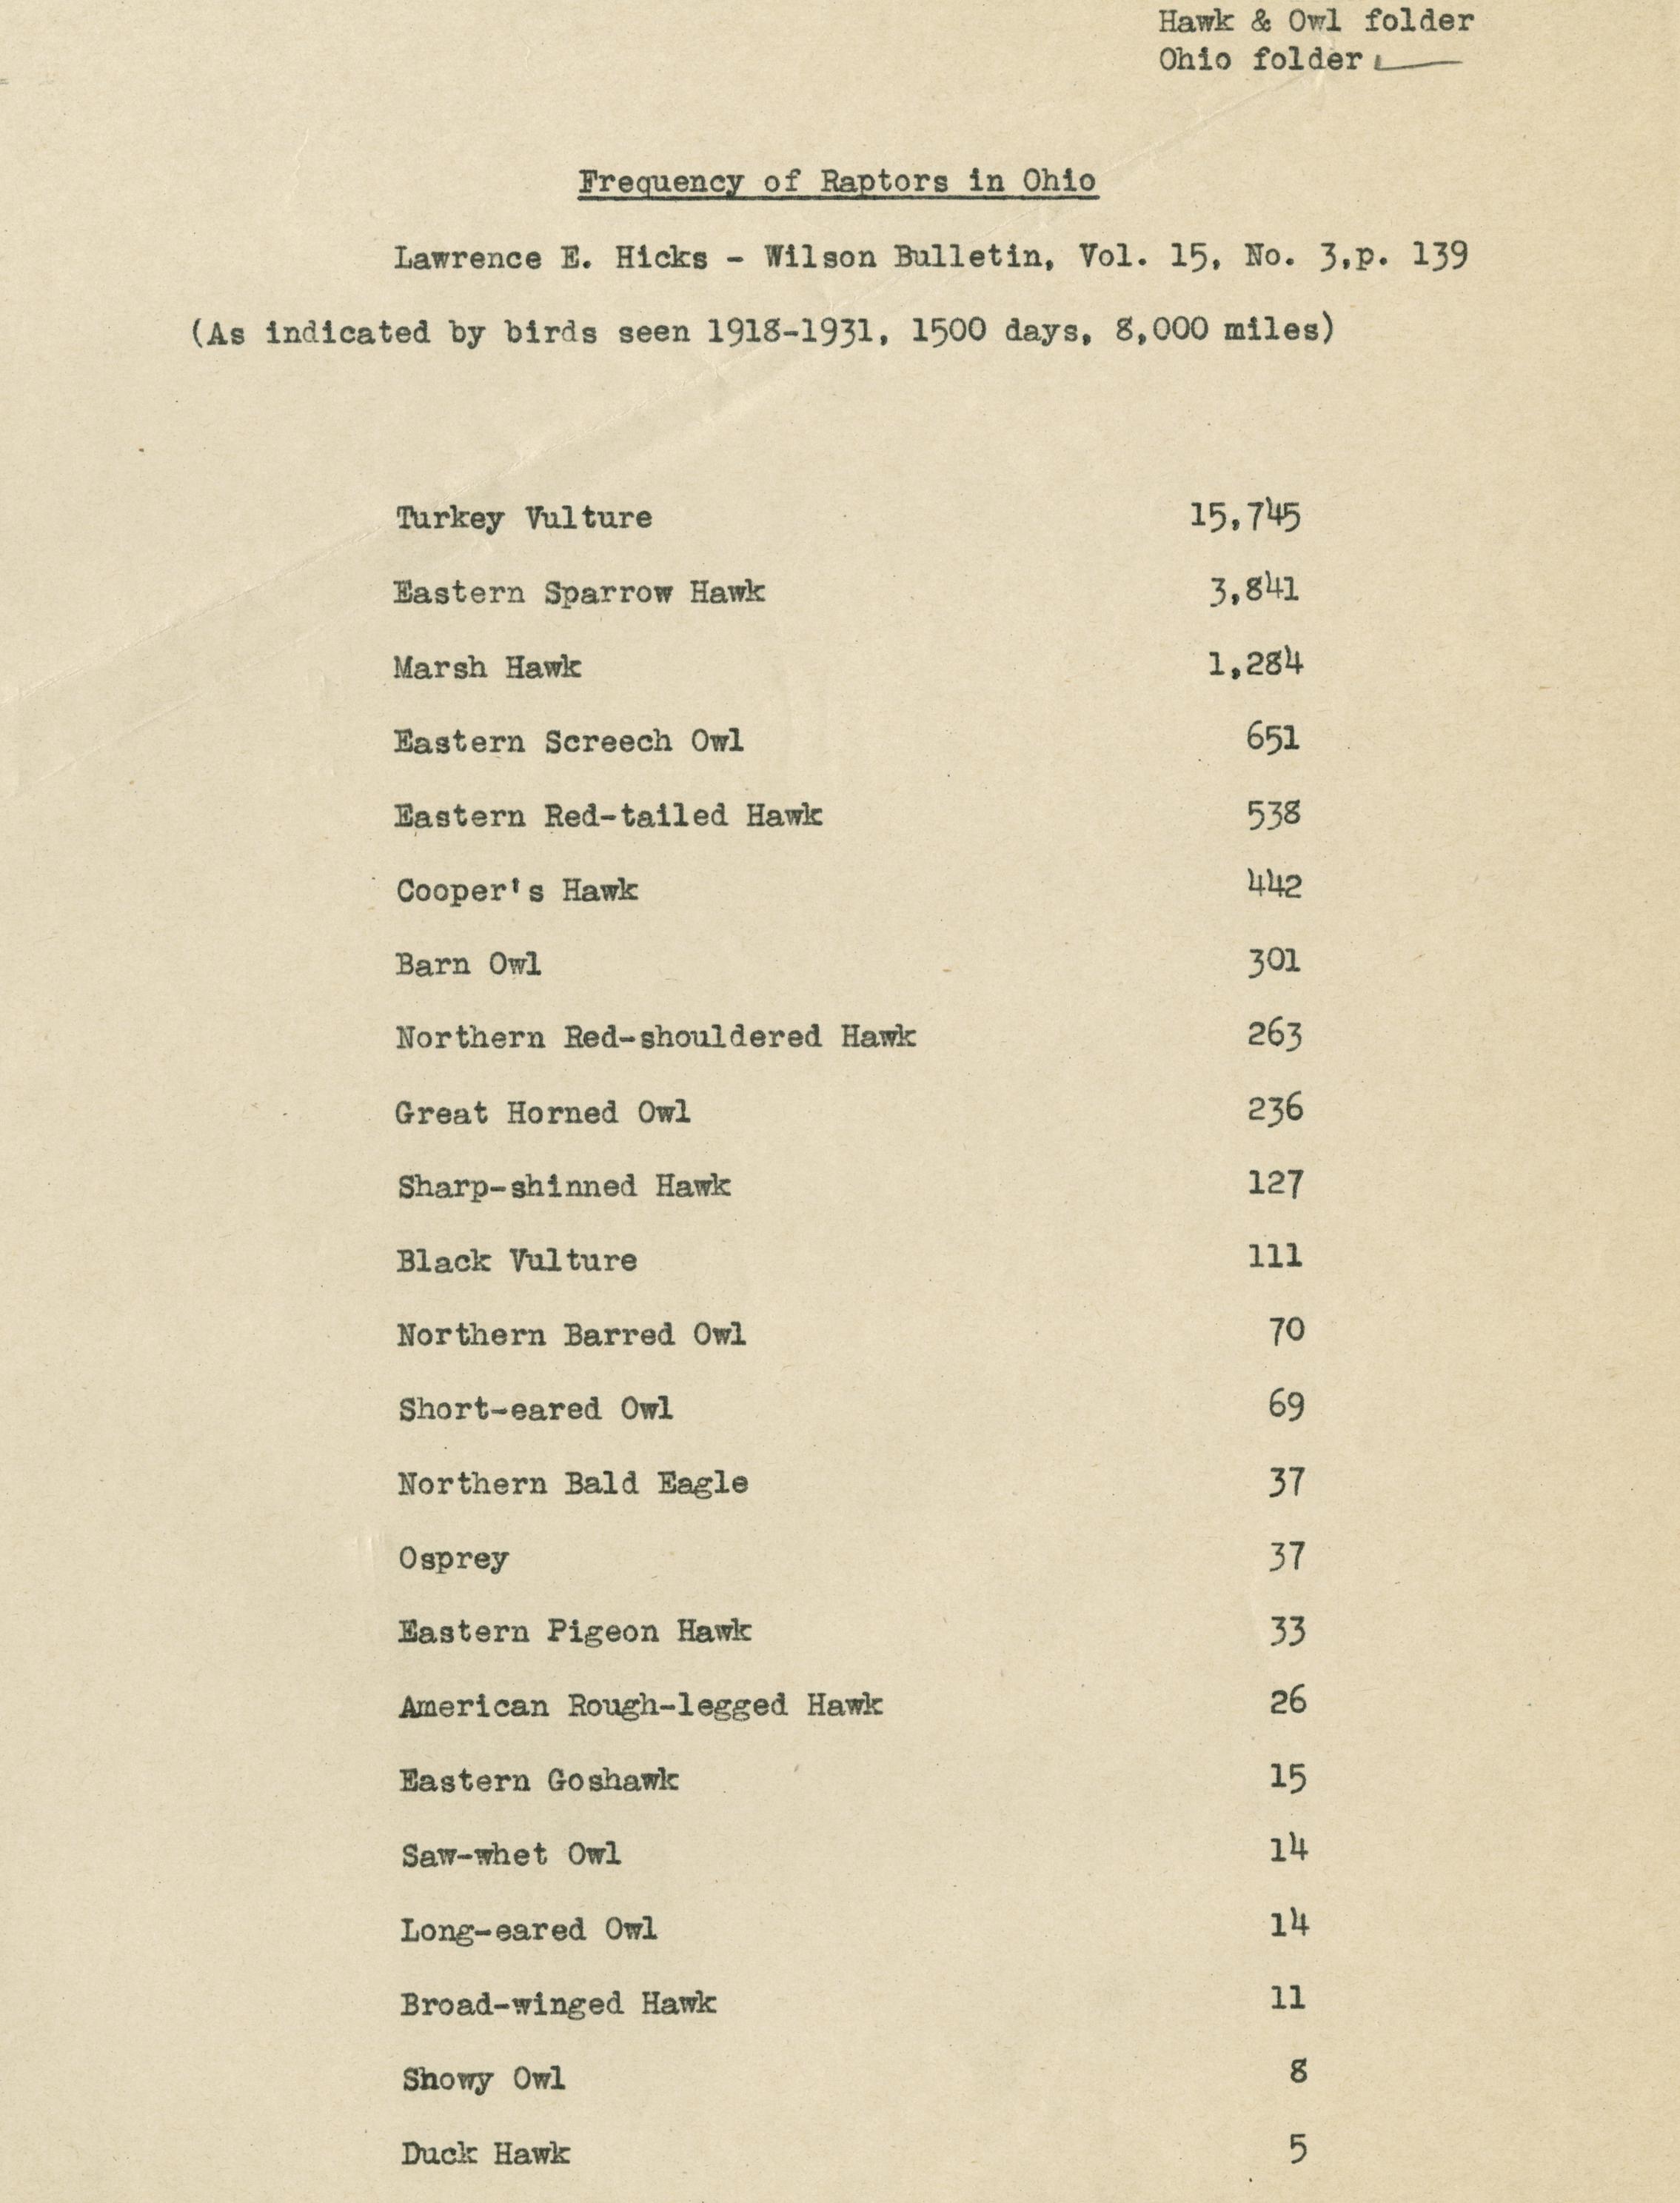 Hawk & Owl folder
Ohio folder
Frequency of Raptors in Ohio
Lawrence E. Hicks - Wilson Bulletin, Vol. 15, No. 3,p. 139
(As indicated by birds seen 1918-1931, 1500 days, 8,000 miles)
Turkey Vulture 15,745
Eastern Sparrow Hawk 3,841
Marsh Hawk 1,284
Eastern Screech Owl 651
Eastern Red-tailed Hawk 538
Cooper's Hawk 442
Barn Owl 301
Northern Red-shouldered Hawk 263
Great Horned Owl 236
Sharp-shinned Hawk 127
Black Vulture 111
Northern Barred Owl 70
Short-eared Owl 69
Northern Bald Eagle 37
Osprey 37
Eastern Pigeon Hawk 33
American Rough-legged Hawk 26
Eastern Goshawk 15
Saw-whet Owl 14
Long-eared Owl 14
Broad-winged Hawk 11
Snowy Owl 8
Duck Hawk 5